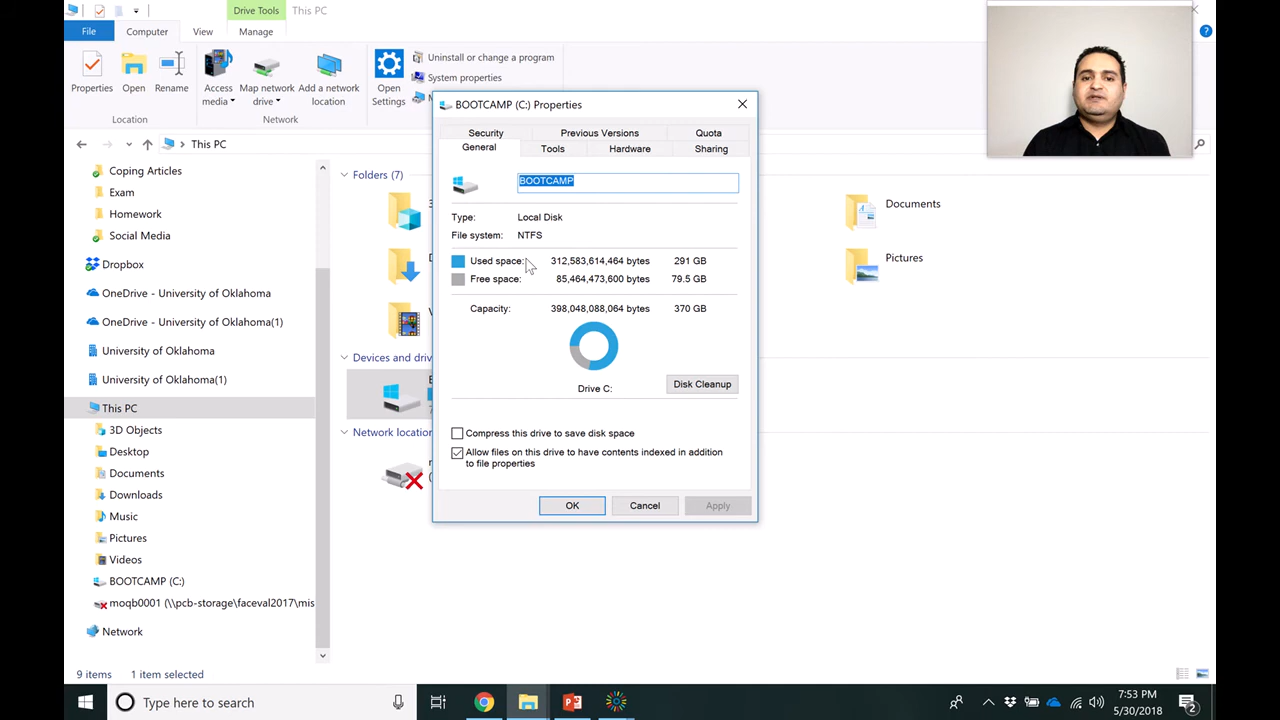 Drive Tools
This PC
File
Computer
View
Manage
Properties
Open
Rename
Access
media
Map network
drive
Add a network
location
Open
Settings
Uninstall or change a program
System properties
M
Location
Network
This PC
BOOTCAMP (C:) Properties
Security
Previous Versions
Quota
General
Tools
Hardware
Sharing
BOOTCAMP
Type: Local Disk
File system: NTFS
Used space: 312,583,614,464 bytes 291 GB
Free space: 85,464,473,600 bytes 79.5 GB
Capacity: 398,048,088,064 bytes 370 GB
Drive C:
Disk Cleanup
Compress this drive to save disk space
Allow files on this drive to have contents indexed in addition
to file properties
OK
Cancel
Apply
Coping Articles
Exam
Homework
Social Media
Dropbox
OneDrive - University of Oklahoma
OneDrive - University of Oklahoma(1)
University of Oklahoma
University of Oklahoma(1)
This PC
3D Objects
Desktop
Documents
Downloads
Music
Pictures
Videos
BOOTCAMP (C:)
moqb0001 (\\pcb-storage\faceval2017\mis
Network
Folders (7)
Documents
Pictures
Devices and driv
Network locatio
9 items
1 item selected
Type here to search
7:53 PM
5/30/2018
2